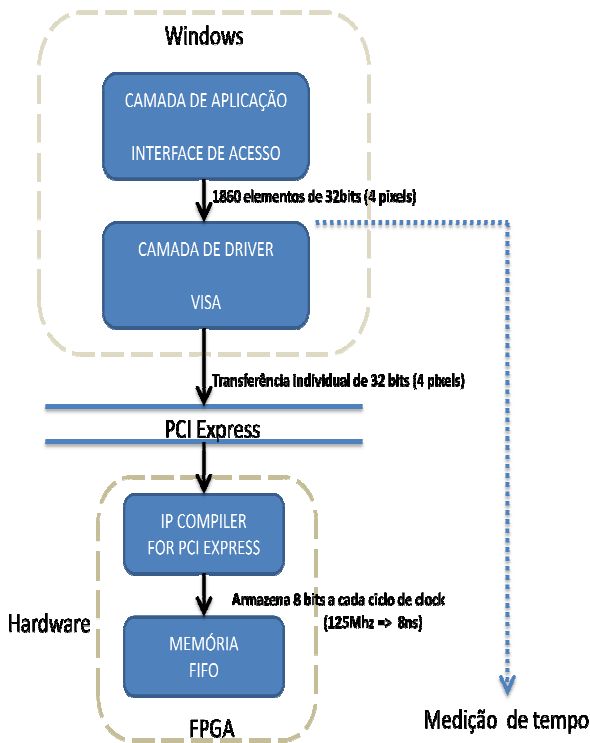 Windows
CAMADA DE APLICAÇÃO
INTERFACE DE ACESSO
1860 elementos de 32bits (4 pixels)
CAMADA DE DRIVER
VISA
Transferência individual de 32 bits (4 pixels)
PCI Express
IP COMPILER
FOR PCI EXPRESS
Armazena 8 bits a cada ciclo de clock
(125Mhz => 8ns)
Hardware
MEMÓRIA
FIFO
FPGA
Medição de tempo